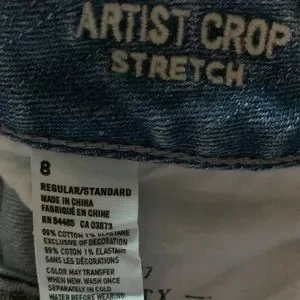 ARTIST CROP
STRETCH
8
REGULAR/STANDARD
MADE IN CHINA
FABRIQUÉ EN CHINE
RN 54485 CA 03873
99% COTTON 1% ELASTANE
EXCLUSIVE OF DECORATION
99% COTON 1% ELASTANE
SANS LES DÉCORATIONS
COLOR MAY TRANSFER
WHEN NEW. WASH ONCE
SEPARATELY IN COLD
WATER BEFORE WEARING
TY